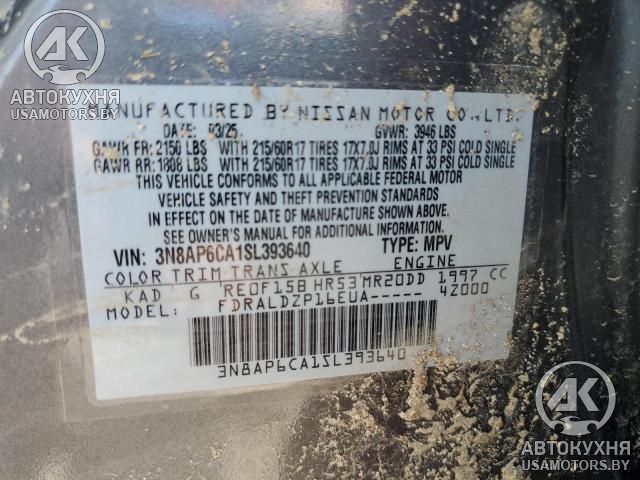 AK
АВТОКУХНЯ
USAMOTORS.BY
MANUFACTURED BY NISSAN MOTOR CO.,LTD.
DATE: 03/25 GVWR: 3946 LBS
GAWR FR: 2150 LBS WITH 215/60R17 TIRES 17X7.0J RIMS AT 33 PSI COLD SINGLE
GAWR RR: 1808 LBS WITH 215/60R17 TIRES 17X7.0J RIMS AT 33 PSI COLD SINGLE
THIS VEHICLE CONFORMS TO ALL APPLICABLE FEDERAL MOTOR
VEHICLE SAFETY AND THEFT PREVENTION STANDARDS
IN EFFECT ON THE DATE OF MANUFACTURE SHOWN ABOVE.
SEE OWNER'S MANUAL FOR MORE INFORMATION.
VIN: 3N8AP6CA1SL393640 TYPE: MPV
COLOR TRIM TRANS AXLE ENGINE
KAD G RE0F15B HR53 MR20DD 1997 CC
FDRALDZP16EUA---------- 42000
3N8AP6CA1SL393640
AK
АВТОКУХНЯ
USAMOTORS.BY